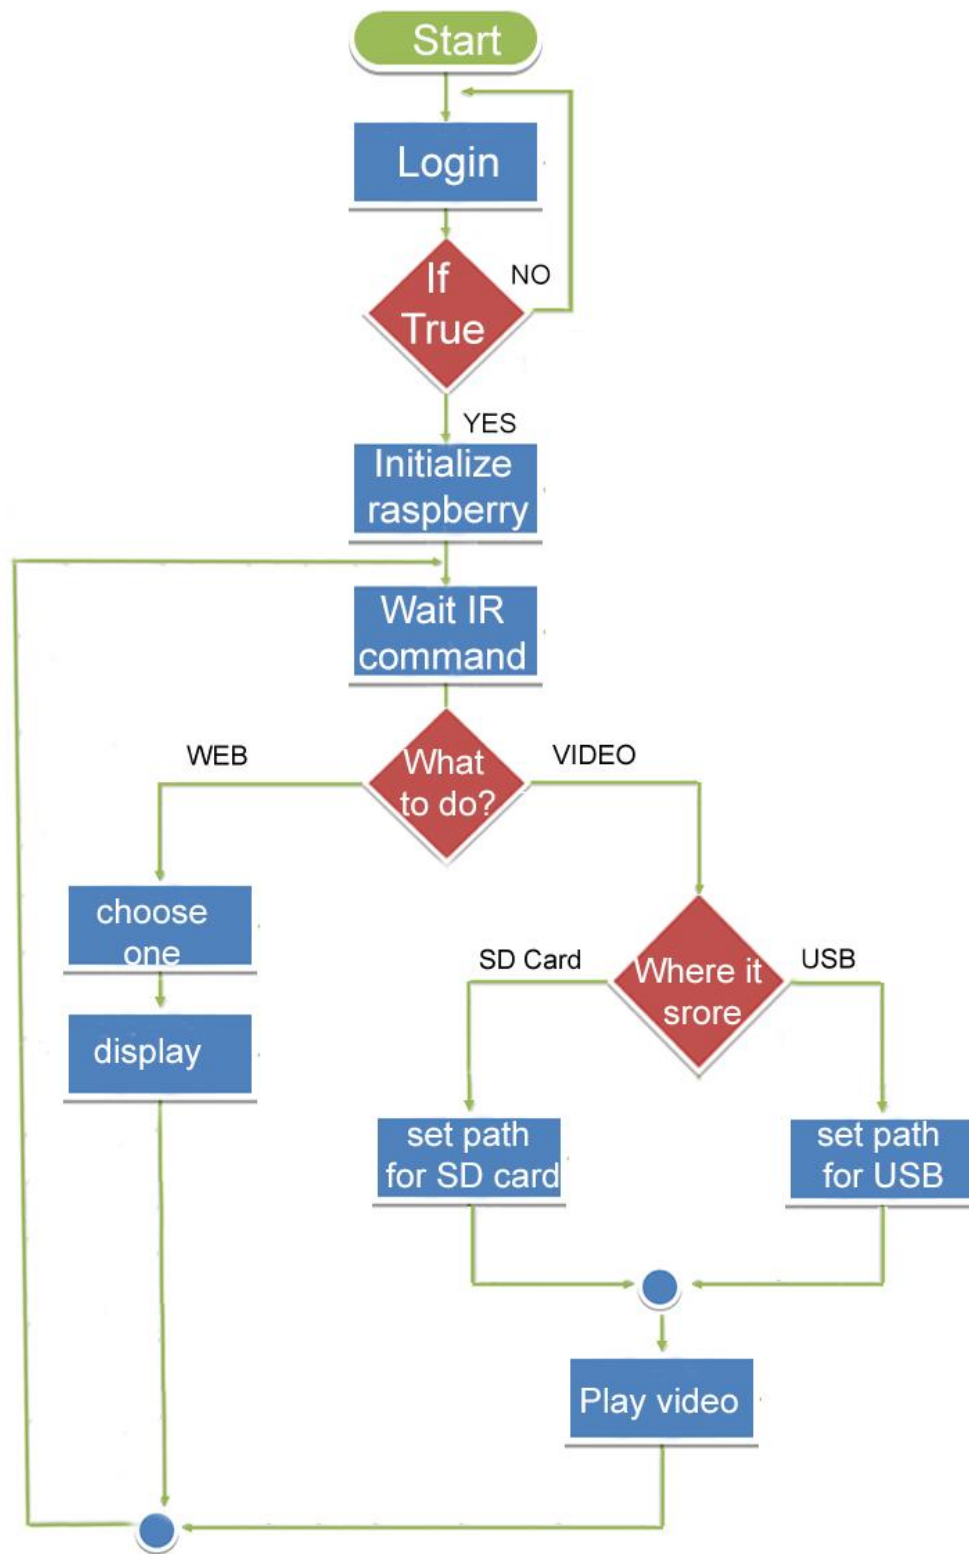 Start
Login
If
True
NO
YES
Initialize
raspberry
Wait IR
command
WEB
What
to do?
VIDEO
choose
one
display
SD Card
Where it
srore
USB
set path
for SD card
set path
for USB
Play video